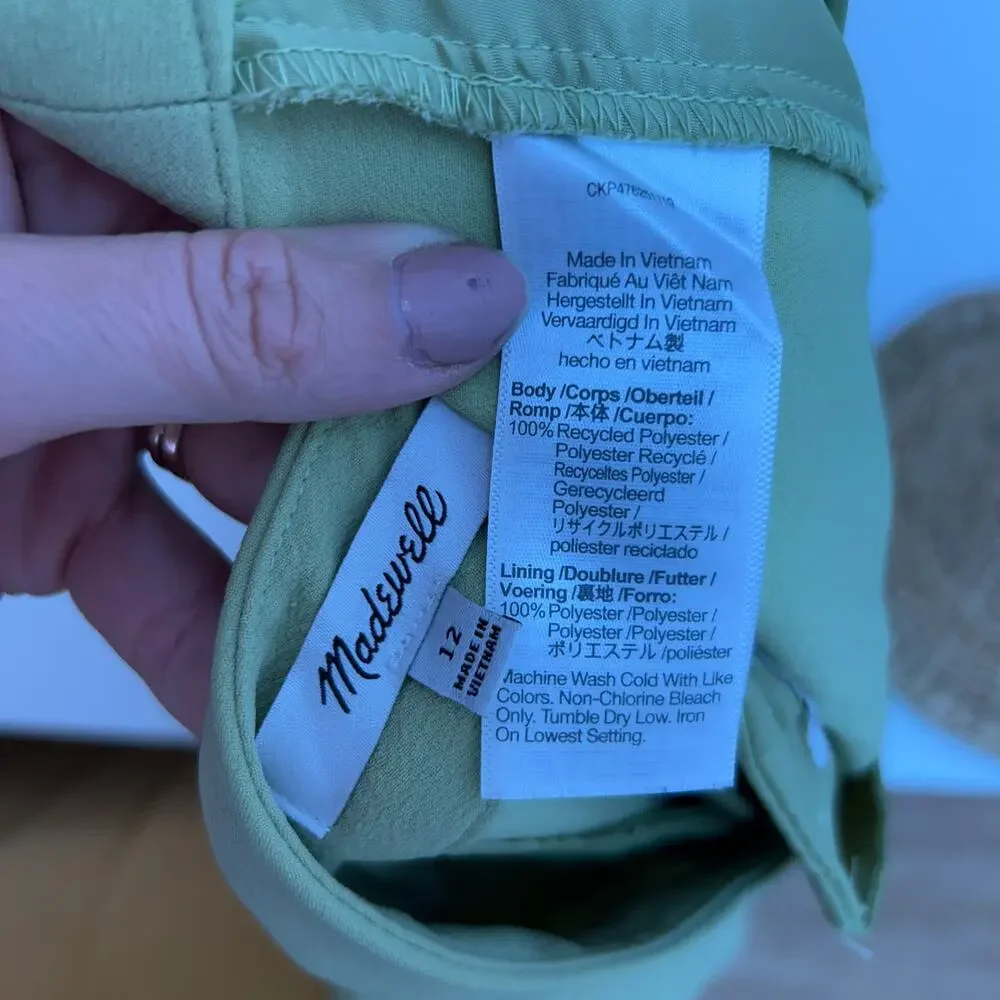 Made In Vietnam
Fabriqué Au Viêt Nam
Hergestellt In Vietnam
Vervaardigd In Vietnam
ベトナム製
hecho en vietnam
Body /Corps /Oberteil /
Romp /本体 /Cuerpo:
100% Recycled Polyester /
Polyester Recyclé /
Recyceltes Polyester /
Gerecycleerd
Polyester /
リサイクルポリエステル /
poliester reciclado
Lining /Doublure /Futter /
Voering /裏地 /Forro:
100% Polyester /Polyester /
Polyester /Polyester /
ポリエステル /poliéster
Machine Wash Cold With Like
Colors. Non-Chlorine Bleach
Only. Tumble Dry Low. Iron
On Lowest Setting.
Madewell
12
MADE IN
VIETNAM